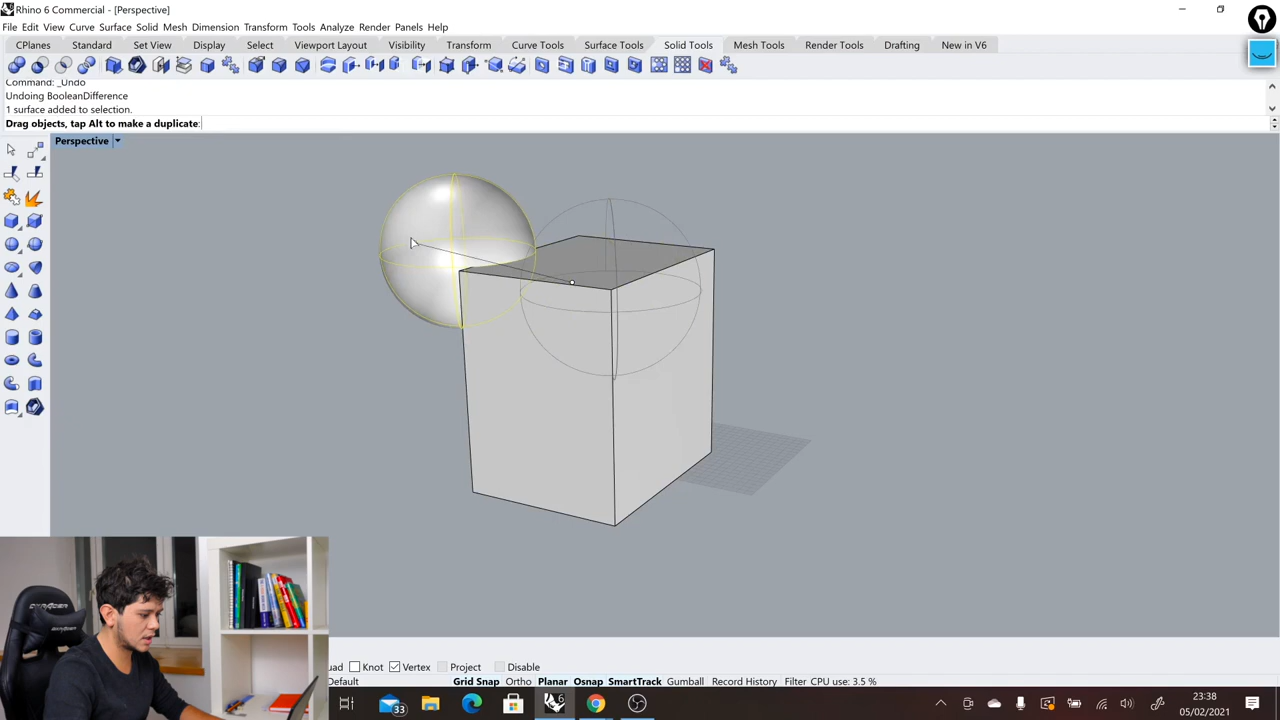 Rhino 6 Commercial - [Perspective]
File Edit View Curve Surface Solid Mesh Dimension Transform Tools Analyze Render Panels Help
CPlanes Standard Set View Display Select Viewport Layout Visibility Transform Curve Tools Surface Tools Solid Tools Mesh Tools Render Tools Drafting New in V6
Command: _Undo
Undoing BooleanDifference
1 surface added to selection.
Drag objects, tap Alt to make a duplicate:
Perspective
Knot Vertex Project Disable
Default Grid Snap Ortho Planar Osnap SmartTrack Gumball Record History Filter CPU use: 3.5 %
33
23:38
05/02/2021